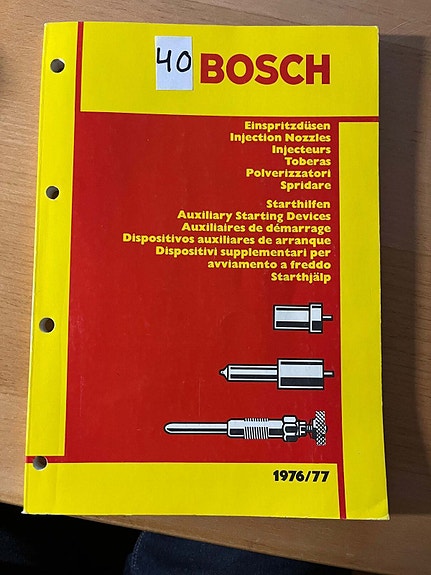 40
BOSCH
Einspritzdüsen
Injection Nozzles
Injecteurs
Toberas
Polverizzatori
Spridare
Starthilfen
Auxiliary Starting Devices
Auxiliaires de démarrage
Dispositivos auxiliares de arranque
Dispositivi supplementari per
avviamento a freddo
Starthjälp
1976/77